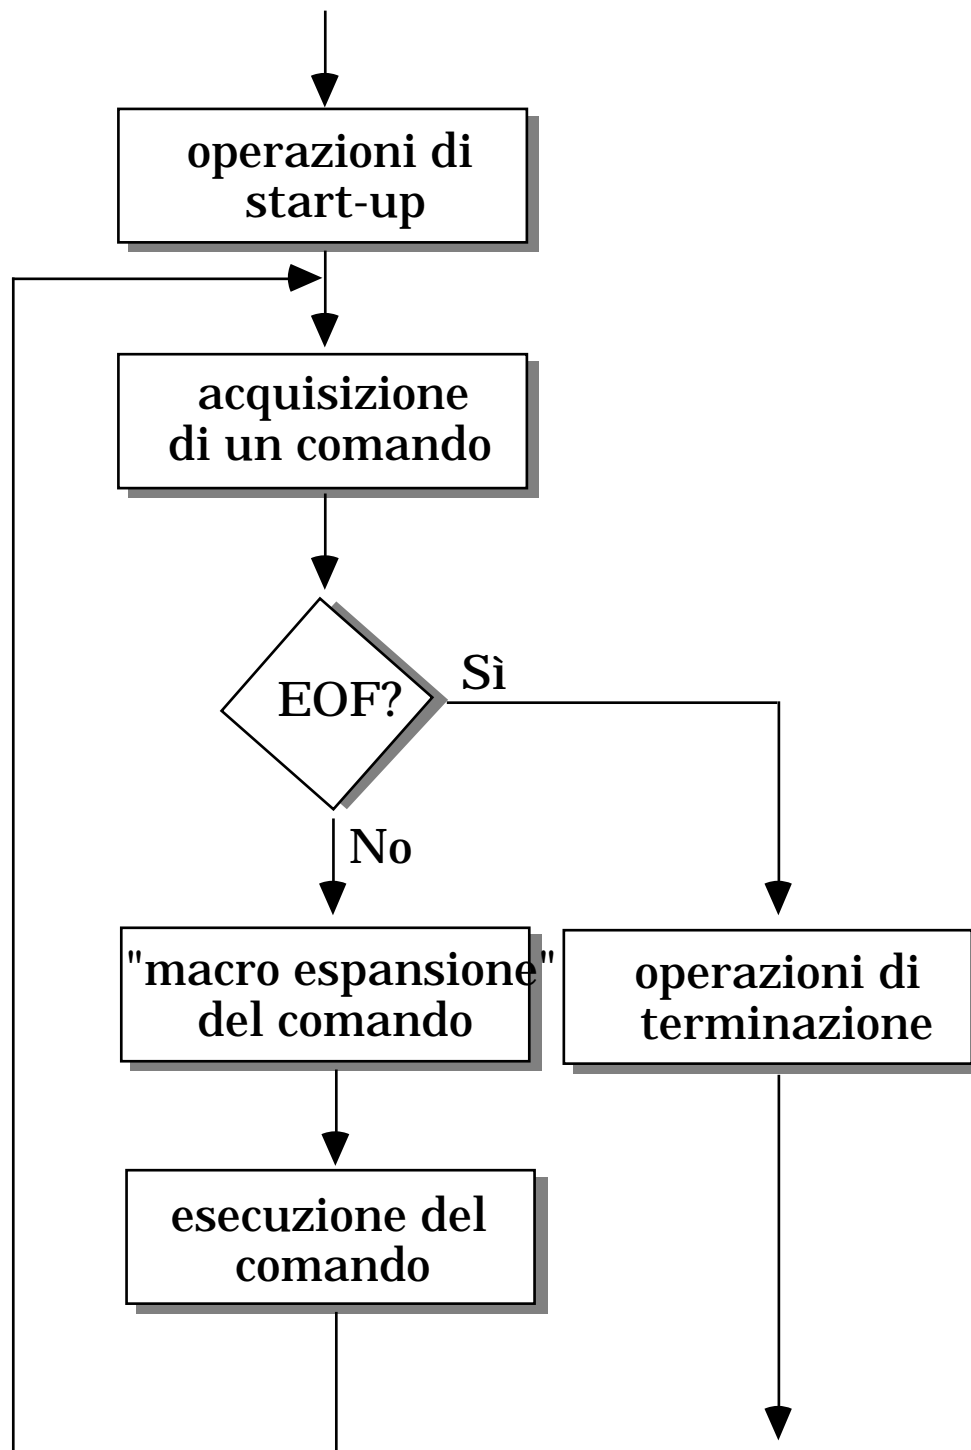 operazioni di
start-up
acquisizione
di un comando
EOF?
Sì
No
"macro espansione"
del comando
operazioni di
terminazione
esecuzione del
comando